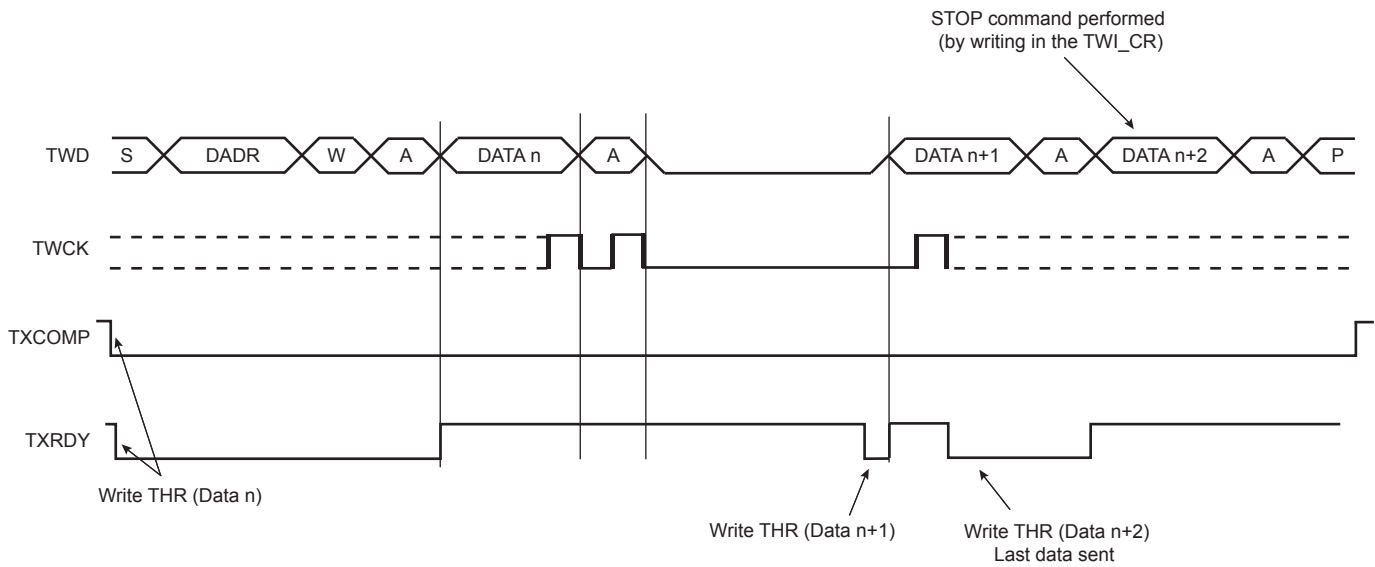 STOP command performed
(by writing in the TWI_CR)
TWD
S
DADR
W
A
DATA n
A
DATA n+1
A
DATA n+2
A
P
TWCK
TXCOMP
TXRDY
Write THR (Data n)
Write THR (Data n+1)
Write THR (Data n+2)
Last data sent